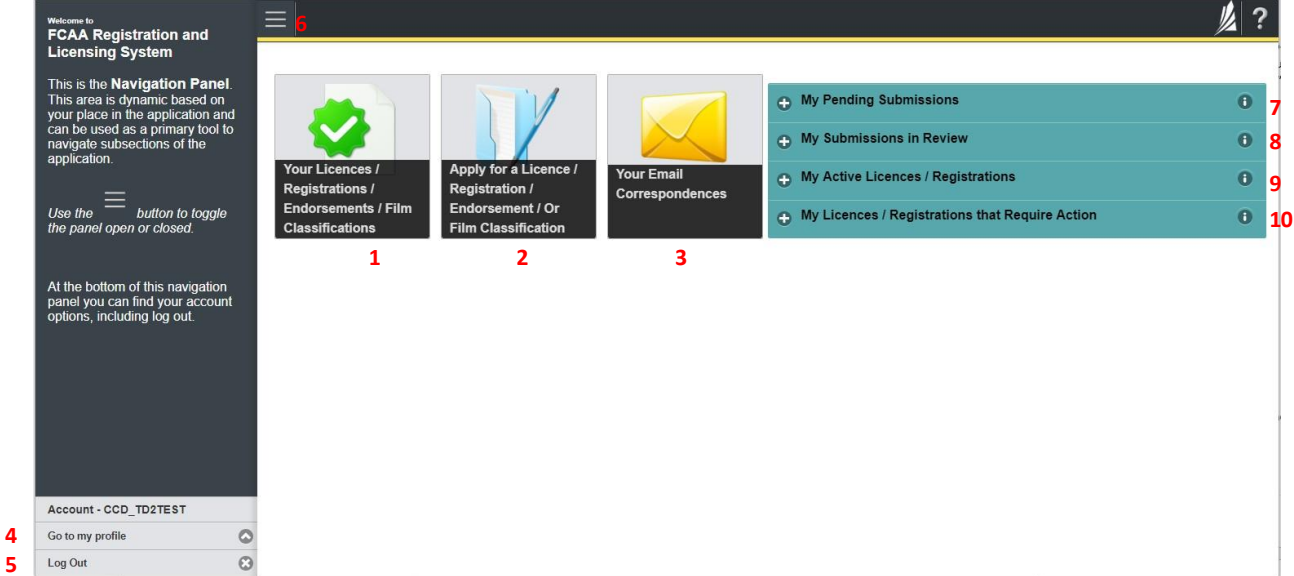 Welcome to
FCAA Registration and
Licensing System
This is the Navigation Panel.
This area is dynamic based on
your place in the application and
can be used as a primary tool to
navigate subsections of the
application.
Use the button to toggle
the panel open or closed.
At the bottom of this navigation
panel you can find your account
options, including log out.
Account - CCD_TD2TEST
4 Go to my profile
5 Log Out
6
?
Your Licences /
Registrations /
Endorsements / Film
Classifications
1
Apply for a Licence /
Registration /
Endorsement / Or
Film Classification
2
Your Email
Correspondences
3
My Pending Submissions 7
My Submissions in Review 8
My Active Licences / Registrations 9
My Licences / Registrations that Require Action 10